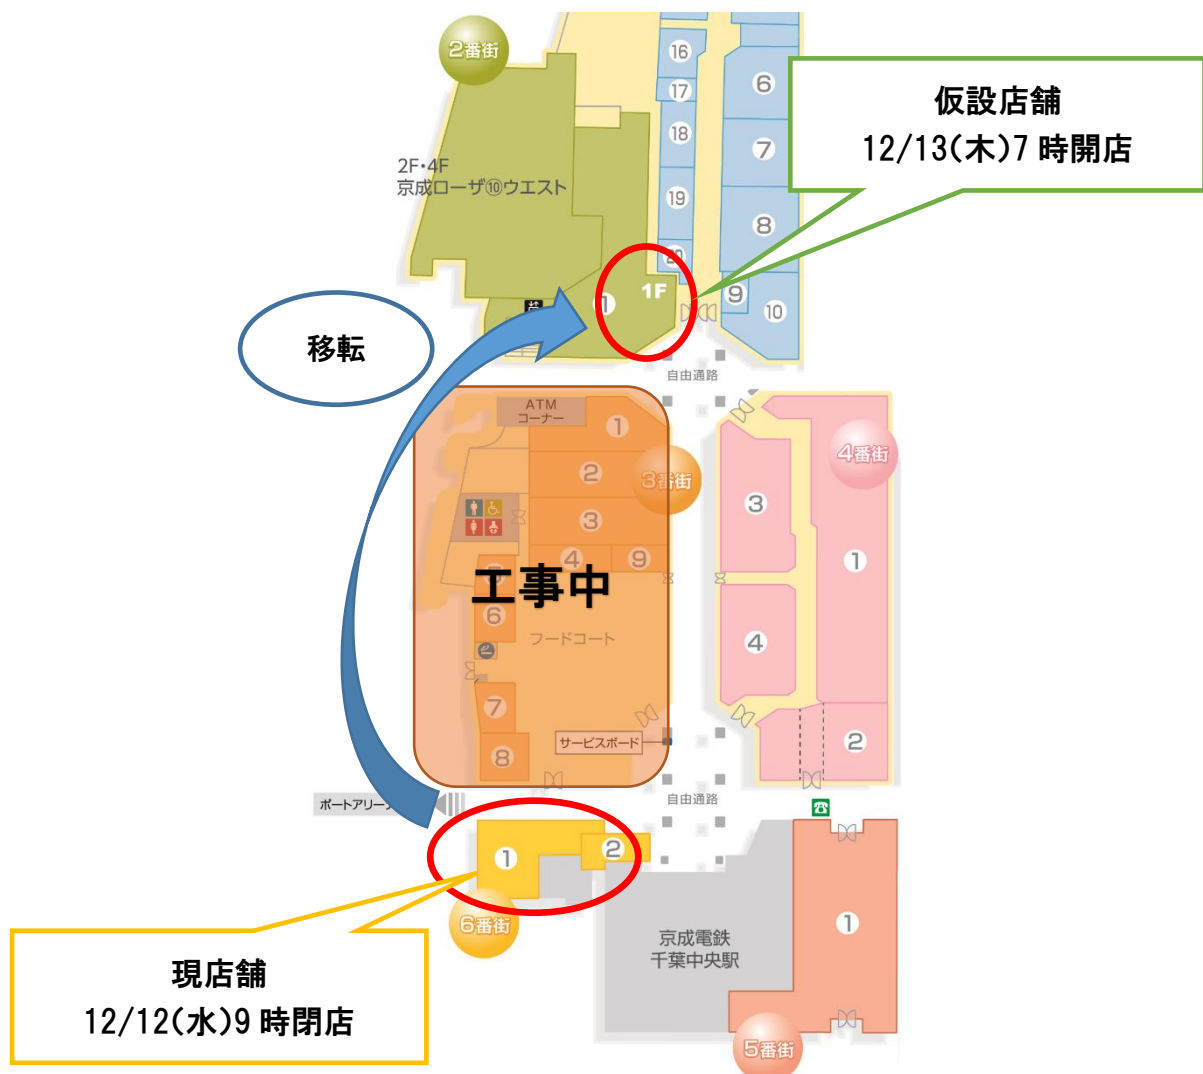 2番街
16
17
18
19
20
6
7
8
9
10
仮設店舗
12/13(木)7 時開店
2F・4F
京成ローザ⑩ウエスト
1F
1
自由通路
移転
ATM
コーナー
1
2
3
4
9
5
6
7
8
3番街
工事中
フードコート
サービスボード
4番街
3
1
4
2
自由通路
ポートアリーナ
1
2
6番街
現店舗
12/12(水)9 時閉店
京成電鉄
千葉中央駅
1
5番街